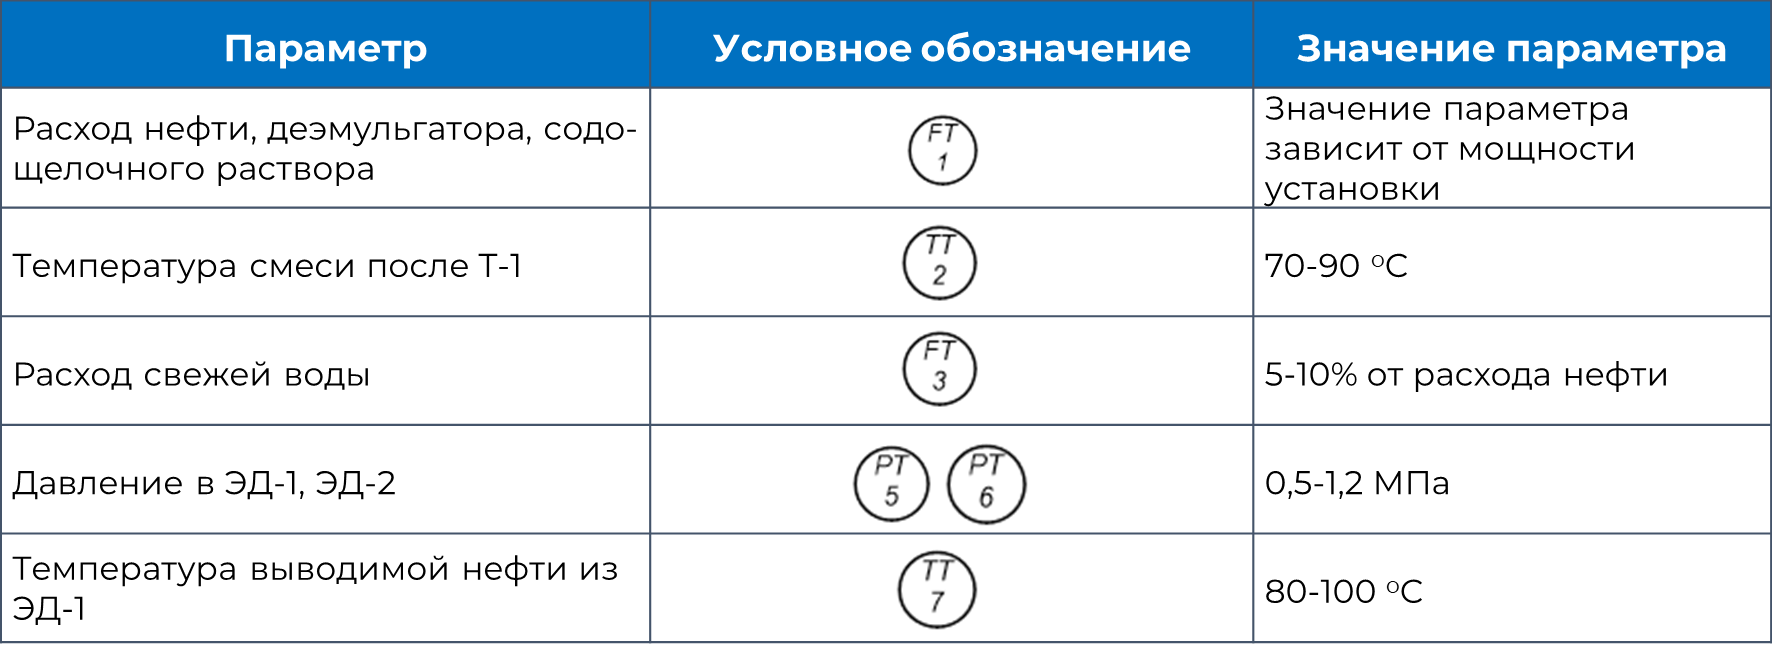 Параметр
Условное обозначение
Значение параметра
Расход нефти, деэмульгатора, содо-
щелочного раствора
FT
1
Значение параметра
зависит от мощности
установки
Температура смеси после Т-1
TT
2
70-90 ºС
Расход свежей воды
FT
3
5-10% от расхода нефти
Давление в ЭД-1, ЭД-2
PT
5
PT
6
0,5-1,2 МПа
Температура выводимой нефти из
ЭД-1
TT
7
80-100 ºС